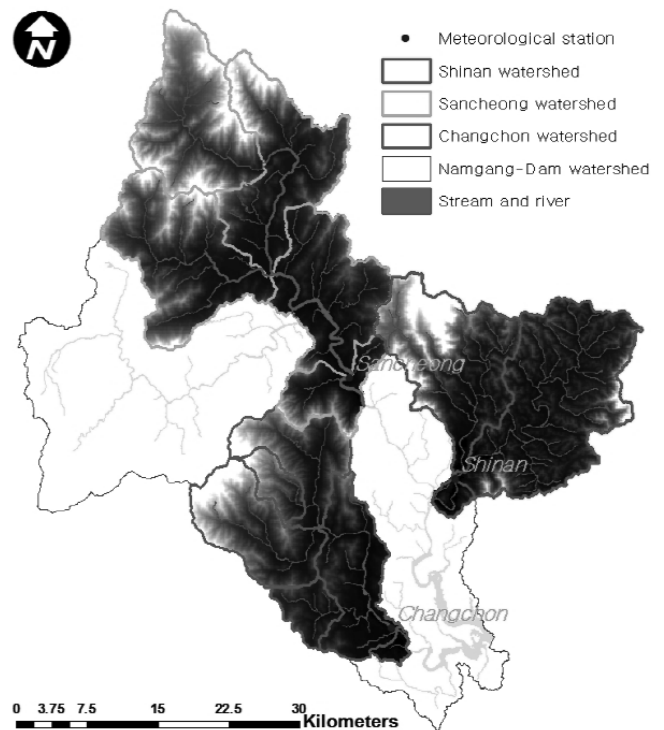 N
Meteorological station
Shinan watershed
Sancheong watershed
Changchon watershed
Namgang-Dam watershed
Stream and river
Sancheong
Shinan
Changchon
0 3.75 7.5 15 22.5 30
Kilometers